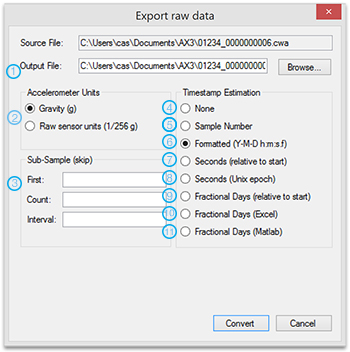 Export raw data
Source File: C:\Users\cas\Documents\AX3\01234_0000000006.cwa
1 Output File: C:\Users\cas\Documents\AX3\01234_000000000 Browse...
Accelerometer Units
2 Gravity (g)
Raw sensor units (1/256 g)
Sub-Sample (skip)
3 First:
Count:
Interval:
Timestamp Estimation
4 None
5 Sample Number
6 Formatted (Y-M-D h:m:s.f)
7 Seconds (relative to start)
8 Seconds (Unix epoch)
9 Fractional Days (relative to start)
10 Fractional Days (Excel)
11 Fractional Days (Matlab)
Convert Cancel